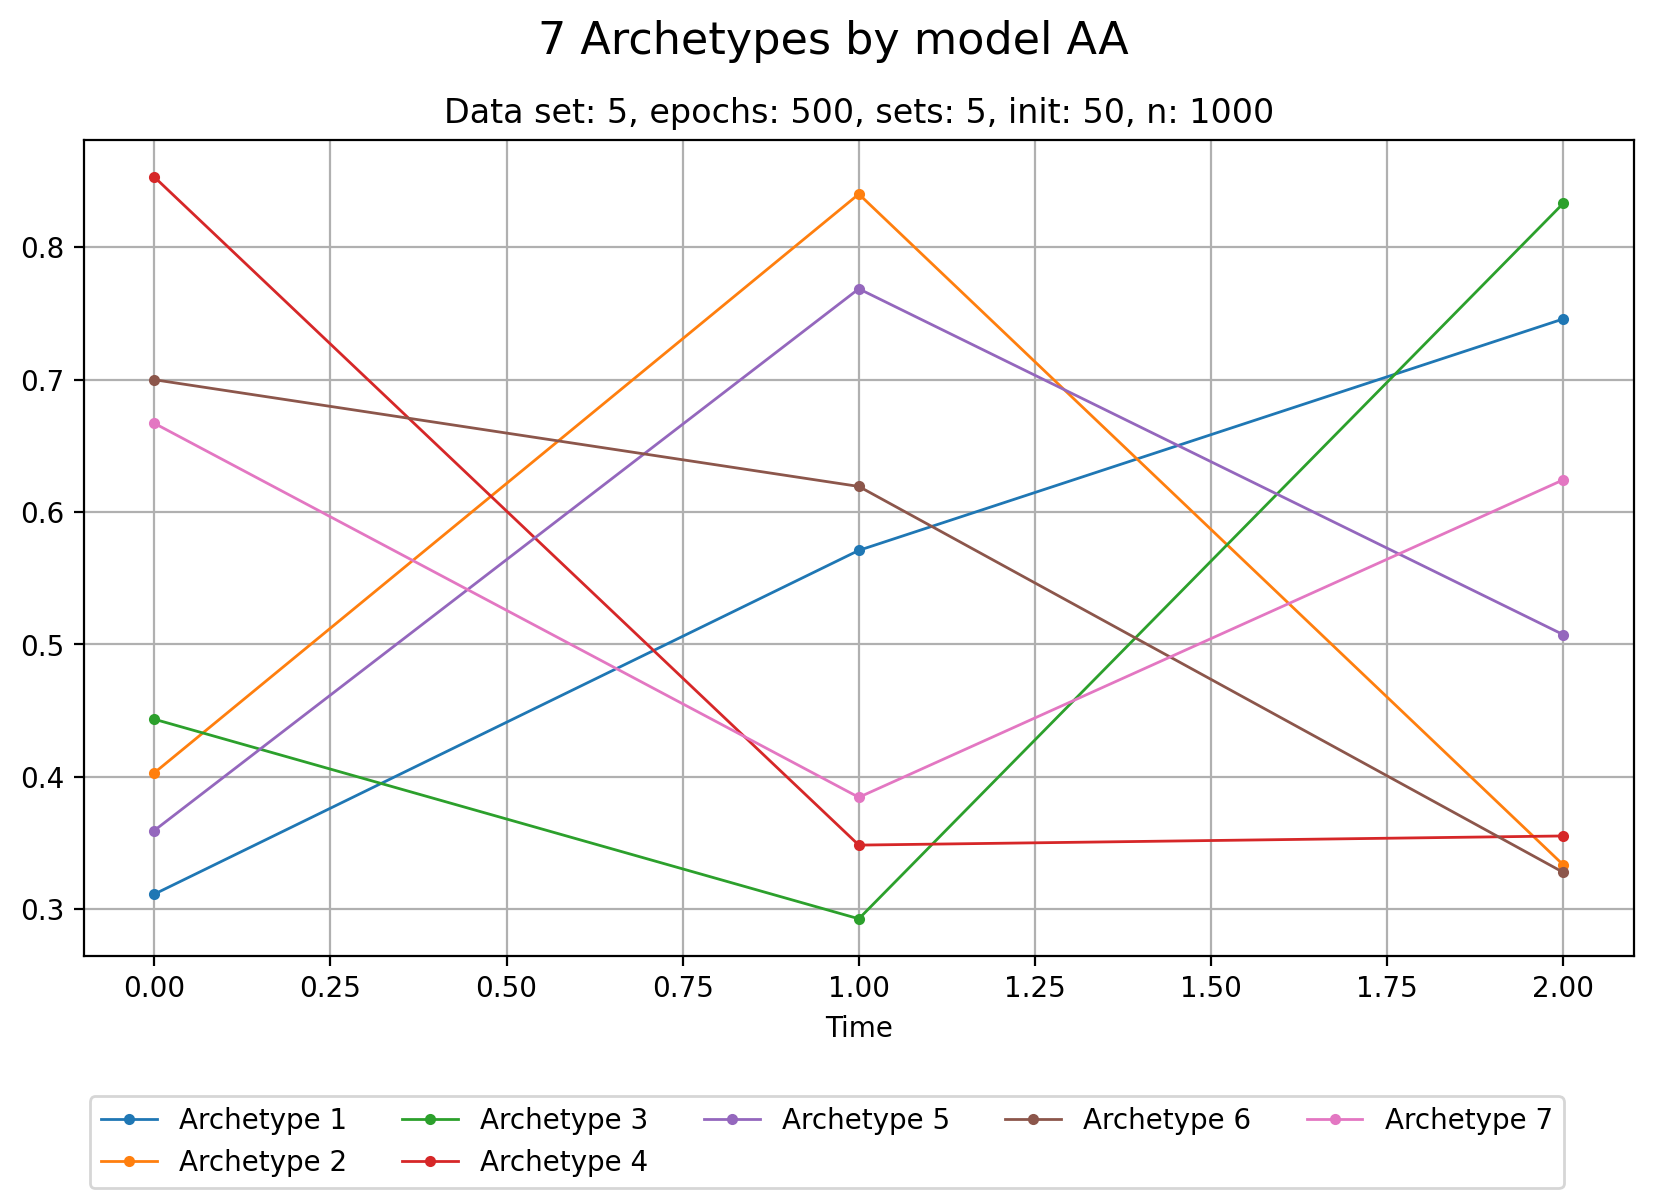 7 Archetypes by model AA
Data set: 5, epochs: 500, sets: 5, init: 50, n: 1000
0.8
0.7
0.6
0.5
0.4
0.3
0.00 0.25 0.50 0.75 1.00 1.25 1.50 1.75 2.00
Time
Archetype 1 Archetype 3 Archetype 5 Archetype 6 Archetype 7
Archetype 2 Archetype 4